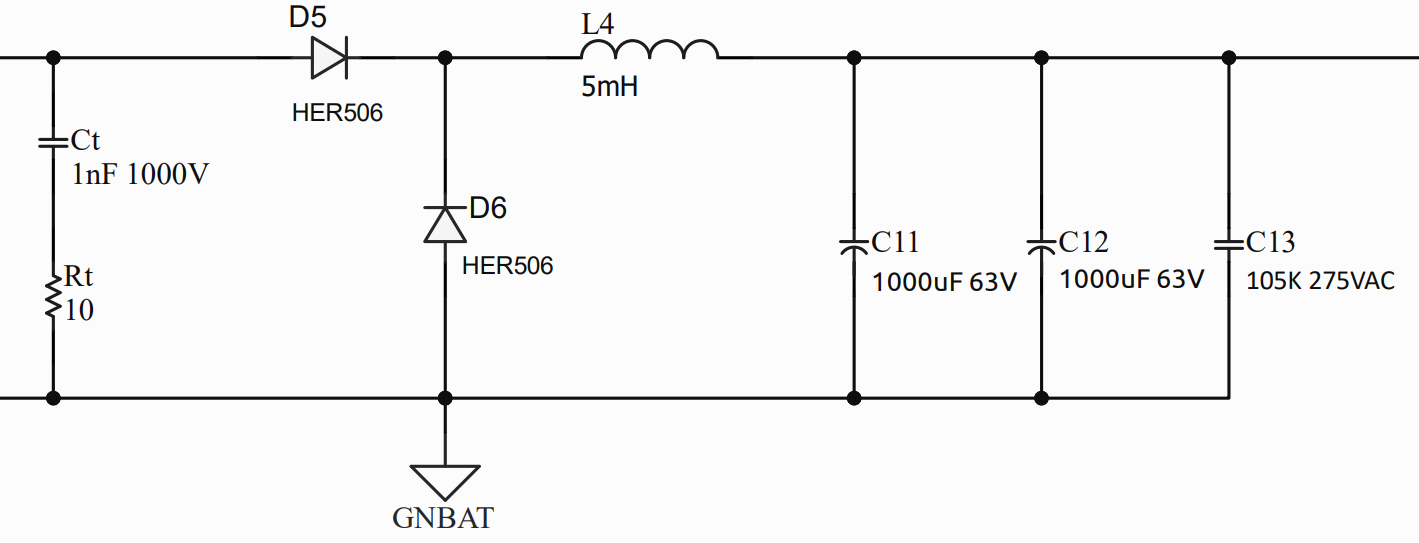 D5
HER506
L4
5mH
Ct
1nF 1000V
Rt
10
D6
HER506
C11
1000uF 63V
C12
1000uF 63V
C13
105K 275VAC
GNBAT